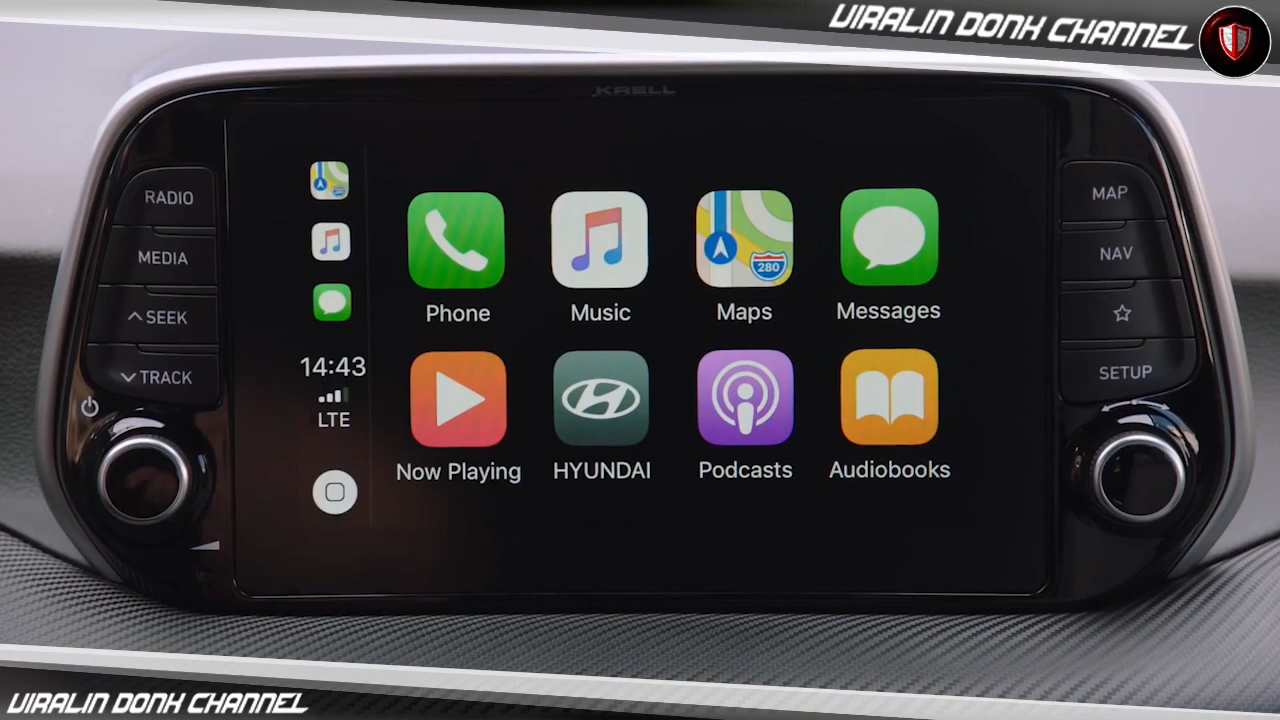 VIRALIN DONK CHANNEL
KRELL
RADIO
MEDIA
SEEK
TRACK
14:43
LTE
280
Phone
Music
Maps
Messages
Now Playing
HYUNDAI
Podcasts
Audiobooks
MAP
NAV
SETUP
VIRALIN DONK CHANNEL